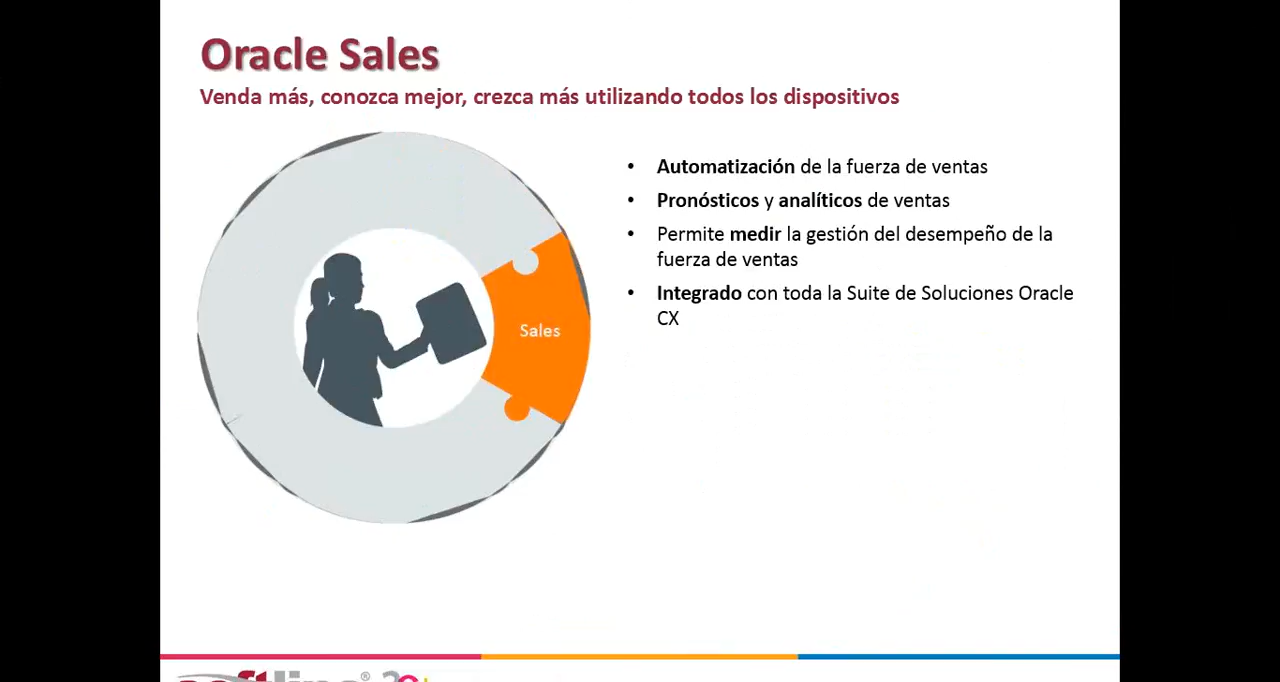 Oracle Sales
Venda más, conozca mejor, crezca más utilizando todos los dispositivos
• Automatización de la fuerza de ventas
• Pronósticos y analíticos de ventas
• Permite medir la gestión del desempeño de la
fuerza de ventas
• Integrado con toda la Suite de Soluciones Oracle
CX
Sales